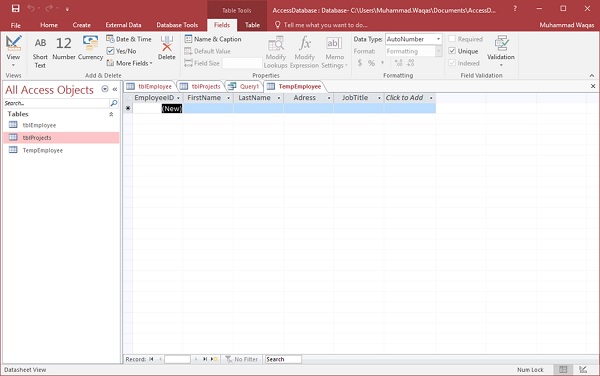 Table Tools
AccessDatabase : Database- C:\Users\Muhammad.Waqas\Documents\AccessD...
File Home Create External Data Database Tools Fields Table Tell me what you want to do... Muhammad Waqas
View
AB Short Text
12 Number
Currency
Date & Time
Yes/No
More Fields
Delete
Name & Caption
Default Value
Field Size
Modify Lookups
fx Modify Expression
ab Memo Settings
Data Type: AutoNumber
Format: Formatting
$ % ,
Required
Unique
Indexed
Validation
Views Add & Delete Properties Formatting Field Validation
All Access Objects
Search...
Tables
tblEmployee
tblProjects
TempEmployee
tblEmployee tblProjects Query1 TempEmployee
EmployeeID FirstName LastName Adress JobTitle Click to Add
(New)
Record: No Filter Search
Datasheet View Num Lock